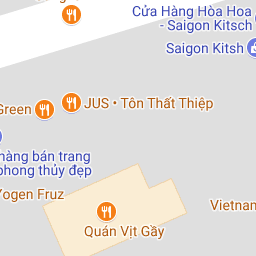 Cửa Hàng Hòa Hoa
- Saigon Kitsch
Saigon Kitsh
JUS • Tôn Thất Thiệp
Green
hàng bán trang
phong thủy đẹp
Yogen Fruz
Vietnam
Quán Vịt Gầy